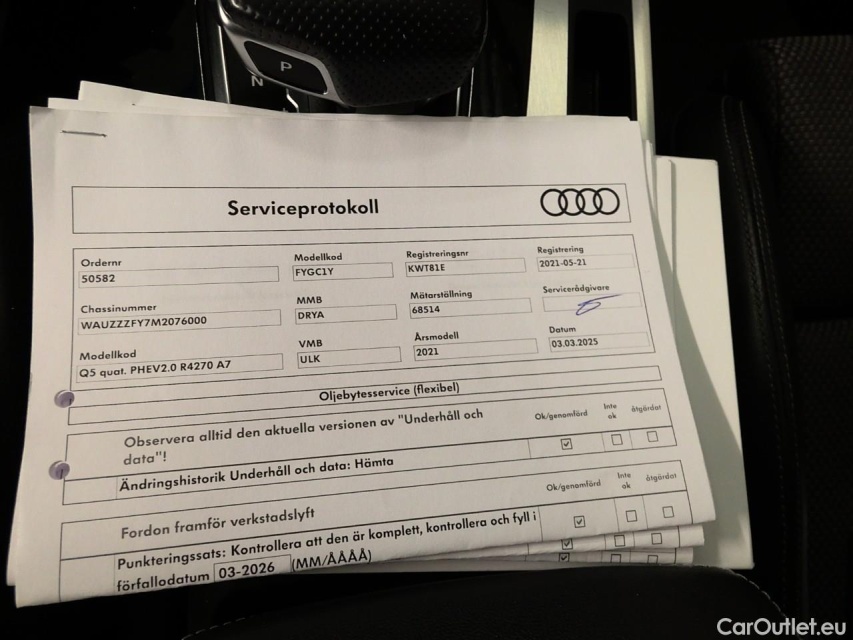 P
N
Serviceprotokoll
Ordernr
50582
Modellkod
FYGC1Y
Registreringsnr
KWT81E
Registrering
2021-05-21
Chassinummer
WAUZZZFY7M2076000
MMB
DRYA
Mätarställning
68514
Servicerådgivare
Modellkod
Q5 quat. PHEV2.0 R4270 A7
VMB
ULK
Årsmodell
2021
Datum
03.03.2025
Oljebytesservice (flexibel)
Observera alltid den aktuella versionen av "Underhåll och
data"!
Ok/genomförd
Inte
ok
åtgärdat
Ändringshistorik Underhåll och data: Hämta
Fordon framför verkstadslyft
Ok/genomförd
Inte
ok
åtgärdat
Punkteringssats: Kontrollera att den är komplett, kontrollera och fyll i
förfallodatum 03-2026 (MM/ÅÅÅÅ)
CarOutlet.eu